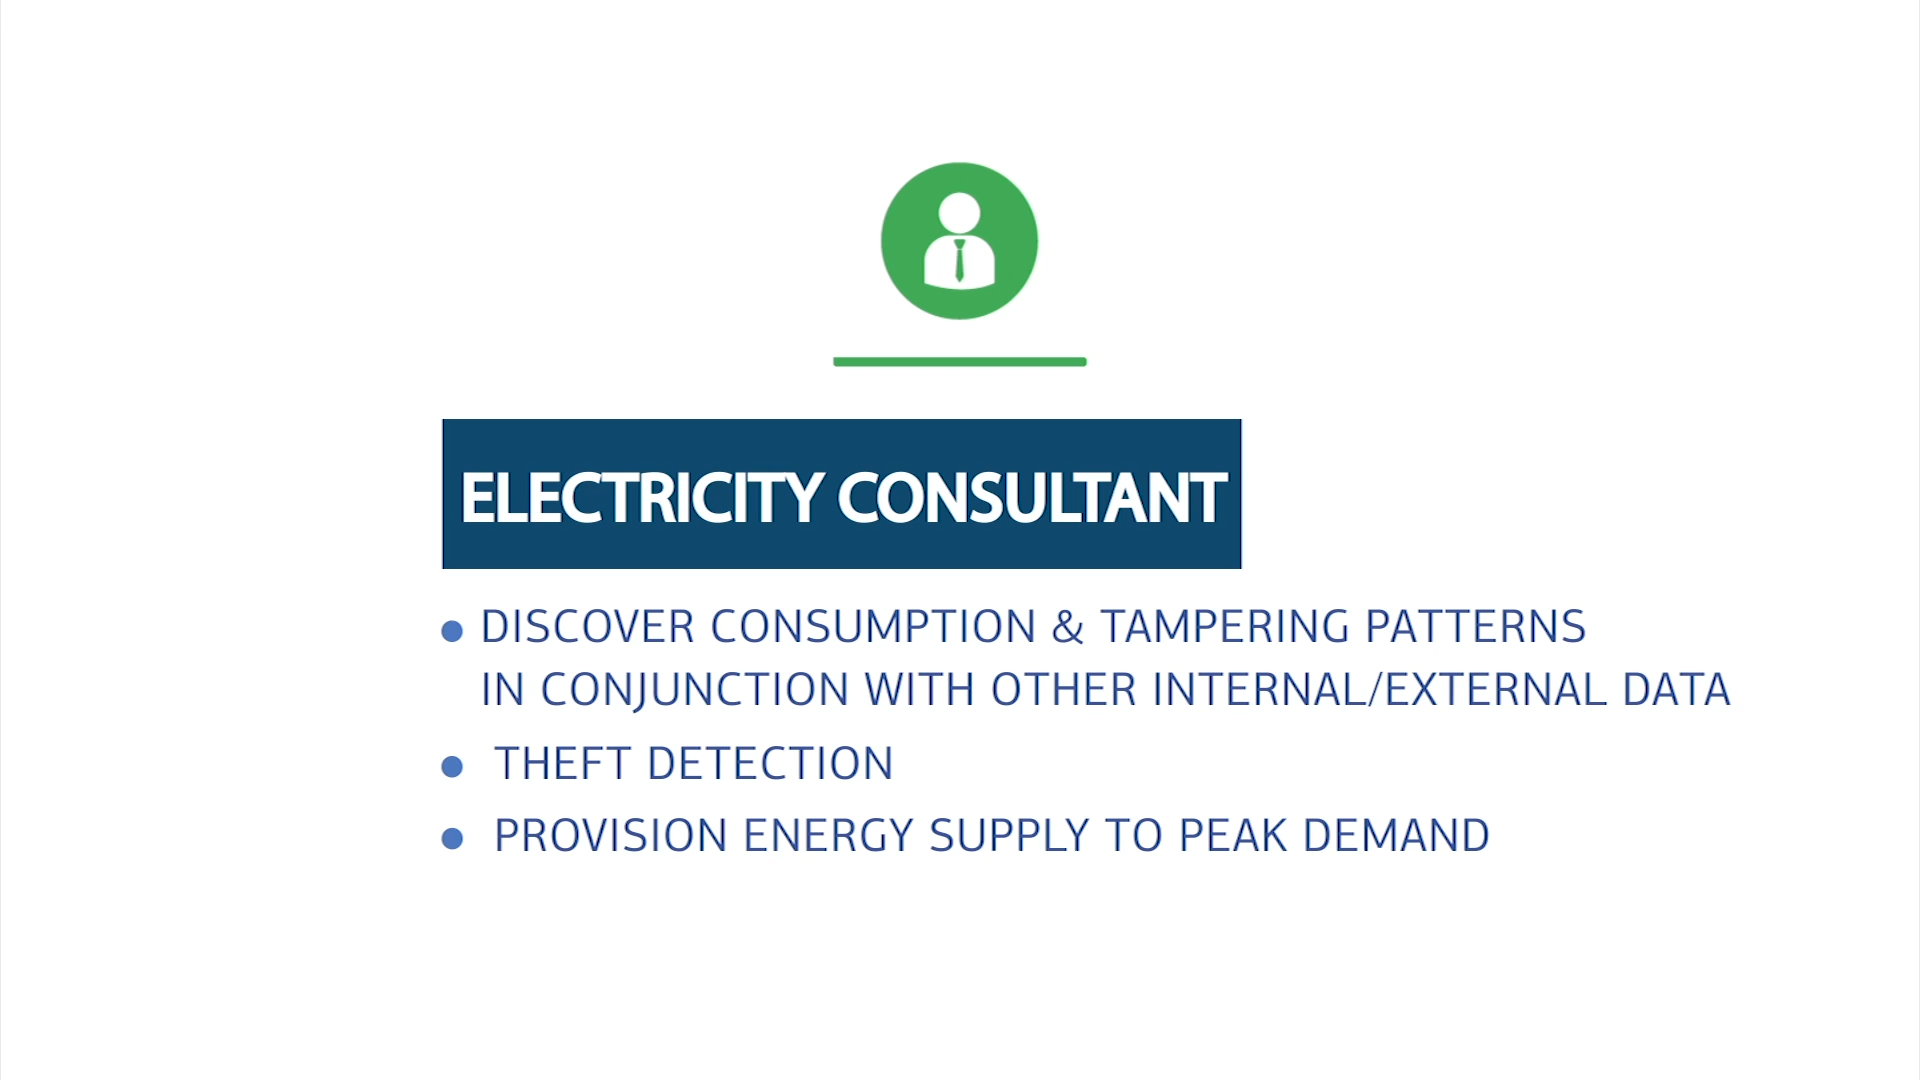 ELECTRICITY CONSULTANT
• DISCOVER CONSUMPTION & TAMPERING PATTERNS
IN CONJUNCTION WITH OTHER INTERNAL/EXTERNAL DATA
• THEFT DETECTION
• PROVISION ENERGY SUPPLY TO PEAK DEMAND